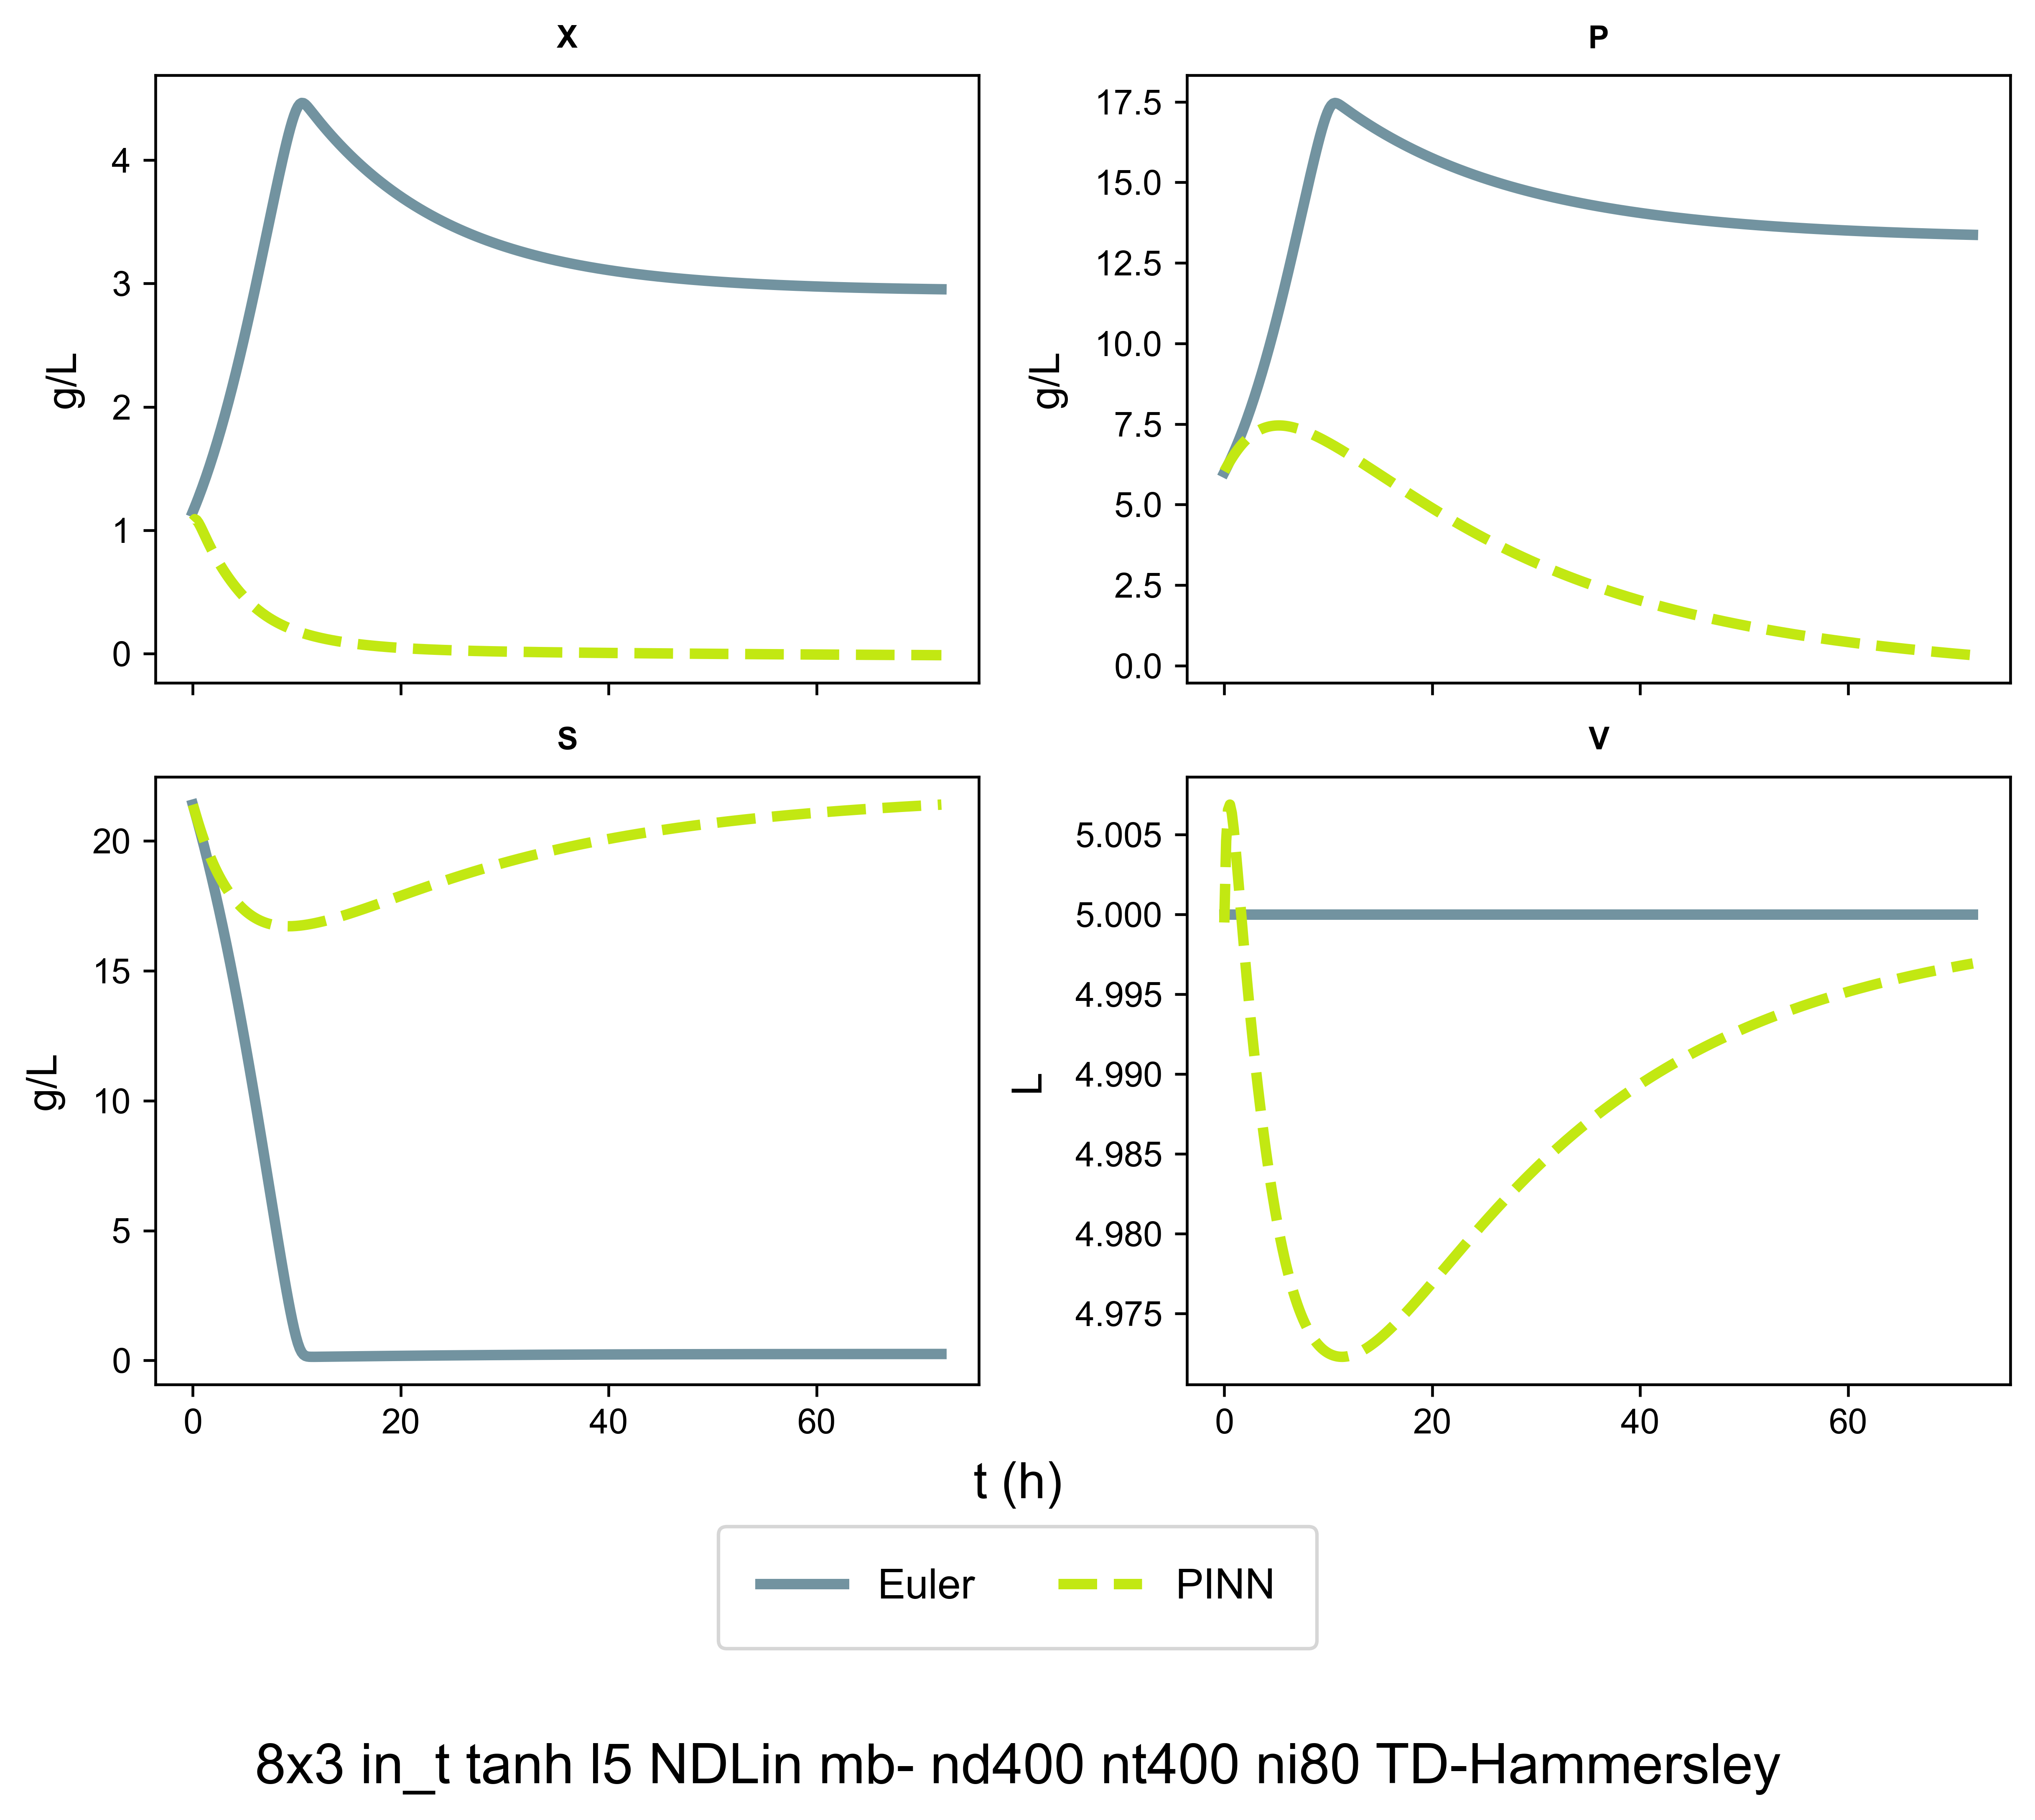 X
g/L
4
3
2
1
0
P
g/L
17.5
15.0
12.5
10.0
7.5
5.0
2.5
0.0
S
g/L
20
15
10
5
0
0 20 40 60
V
L
5.005
5.000
4.995
4.990
4.985
4.980
4.975
0 20 40 60
t (h)
Euler PINN
8x3 in_t tanh l5 NDLin mb- nd400 nt400 ni80 TD-Hammersley